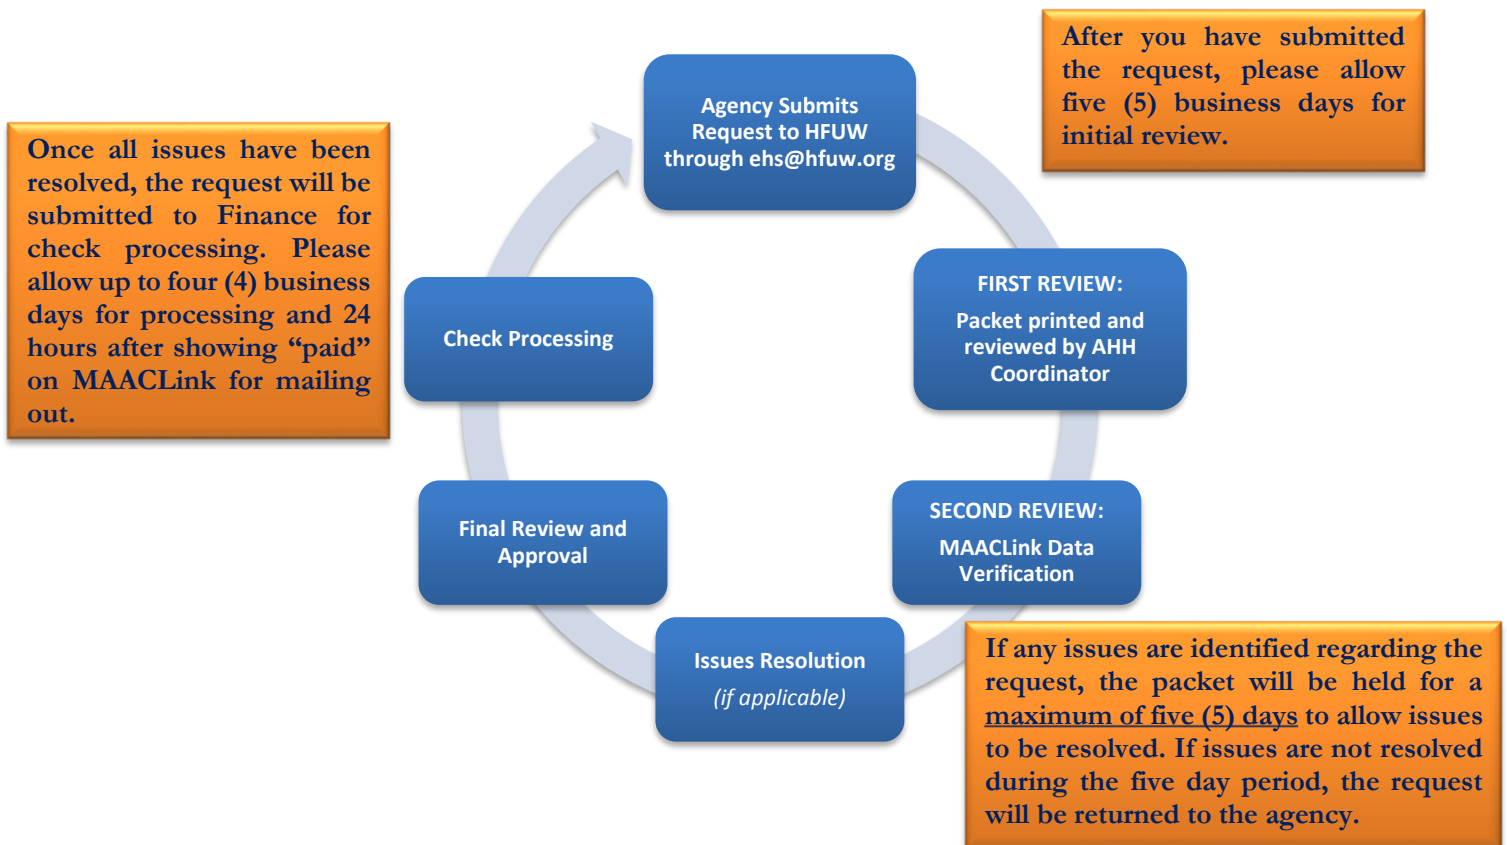 Agency Submits
Request to HFUW
through ehs@hfuw.org
After you have submitted
the request, please allow
five (5) business days for
initial review.
FIRST REVIEW:
Packet printed and
reviewed by AHH
Coordinator
SECOND REVIEW:
MAACLink Data
Verification
If any issues are identified regarding the
request, the packet will be held for a
maximum of five (5) days to allow issues
to be resolved. If issues are not resolved
during the five day period, the request
will be returned to the agency.
Issues Resolution
(if applicable)
Final Review and
Approval
Check Processing
Once all issues have been
resolved, the request will be
submitted to Finance for
check processing. Please
allow up to four (4) business
days for processing and 24
hours after showing “paid”
on MAACLink for mailing
out.